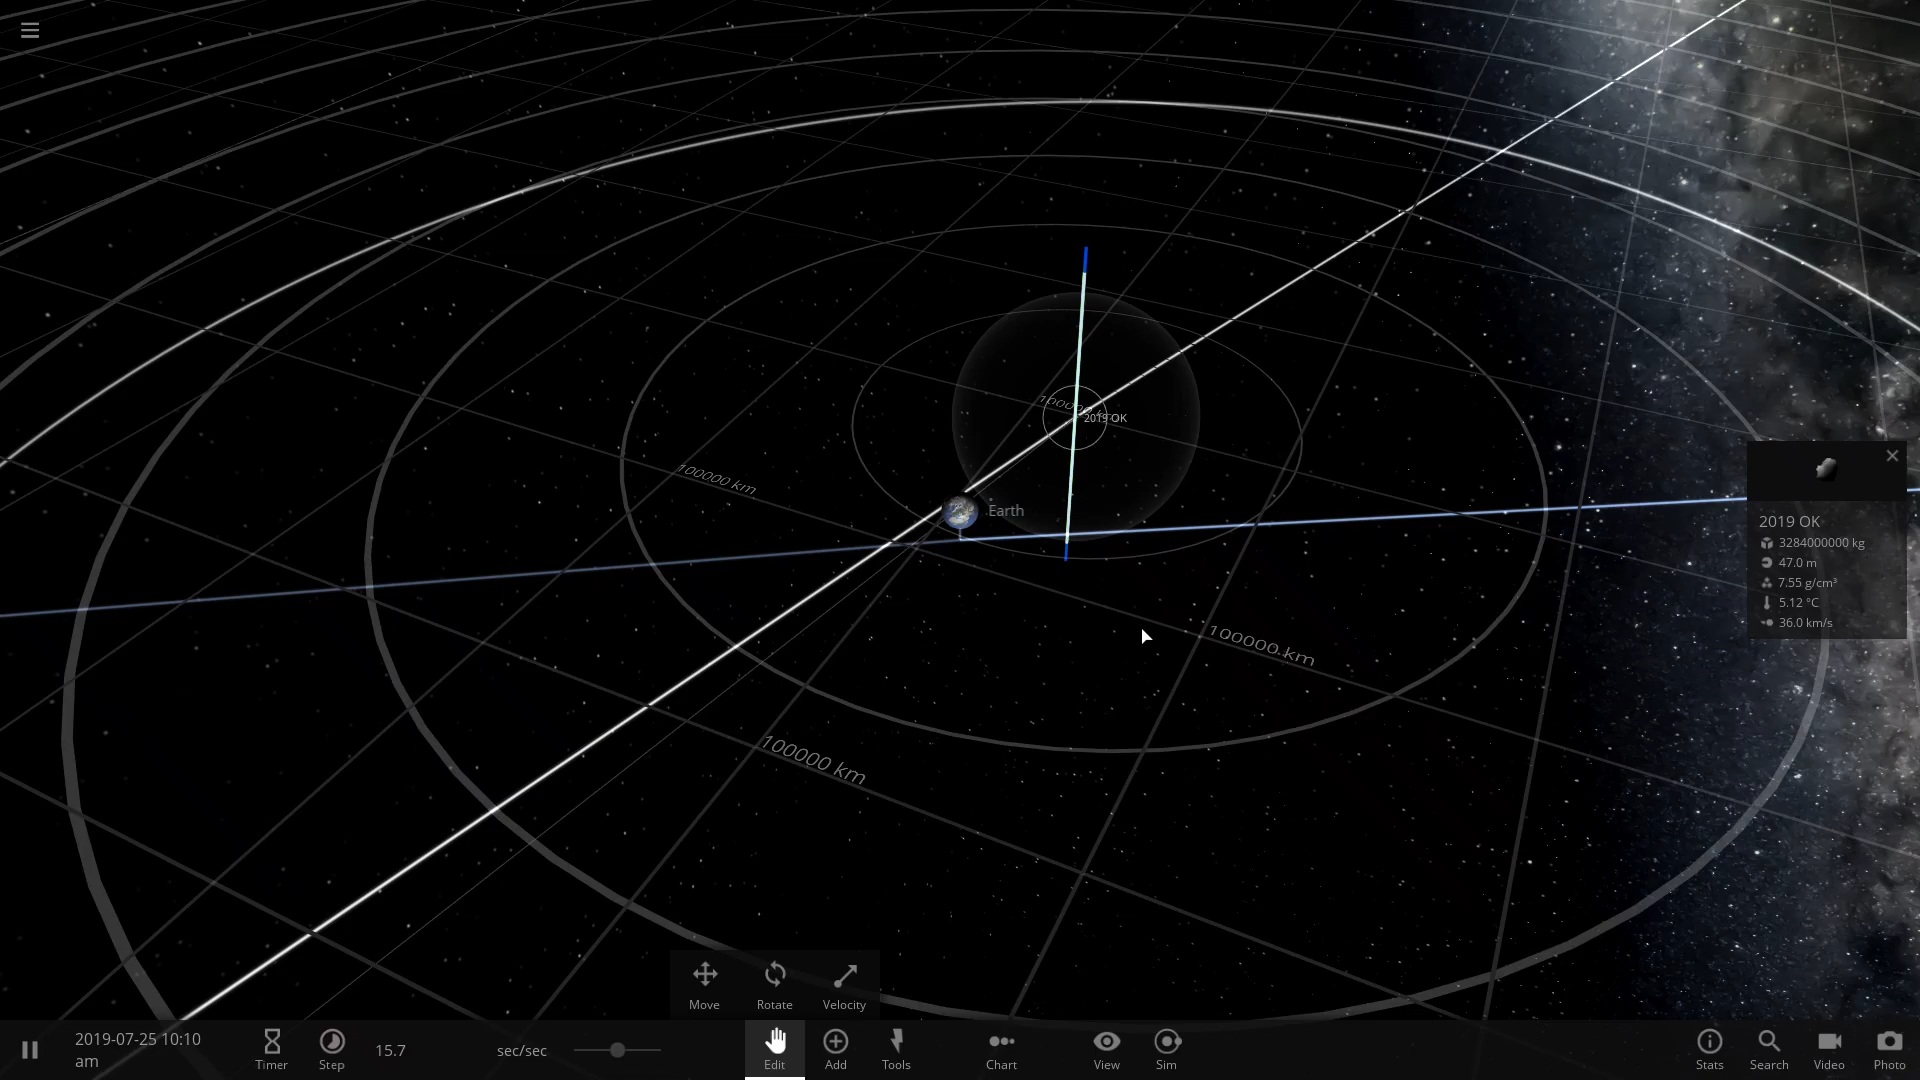 100000 km
2019 OK
100000 km
Earth
100000 km
100000 km
2019 OK
3284000000 kg
47.0 m
7.55 g/cm³
5.12 °C
36.0 km/s
Move
Rotate
Velocity
2019-07-25 10:10
am
Timer
Step
15.7
sec/sec
Edit
Add
Tools
Chart
View
Sim
Stats
Search
Video
Photo